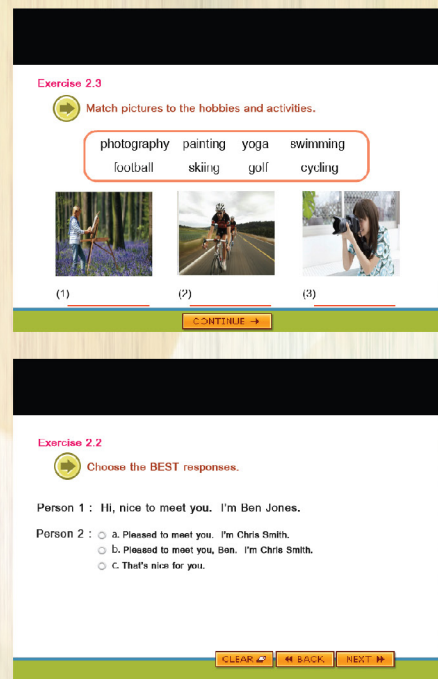 Exercise 2.3
Match pictures to the hobbies and activities.
photography painting yoga swimming
football skiing golf cycling
(1) (2) (3)
CONTINUE →
Exercise 2.2
Choose the BEST responses.
Person 1 : Hi, nice to meet you. I'm Ben Jones.
Person 2 : a. Pleased to meet you. I'm Chris Smith.
b. Pleased to meet you, Ben. I'm Chris Smith.
c. That's nice for you.
CLEAR BACK NEXT